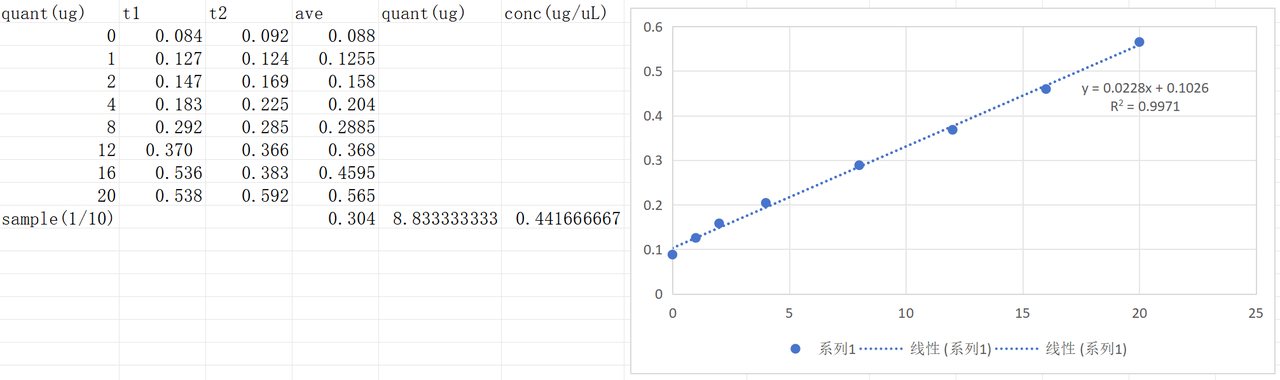 quant(ug) t1 t2 ave quant(ug) conc(ug/uL)
0 0.084 0.092 0.088
1 0.127 0.124 0.1255
2 0.147 0.169 0.158
4 0.183 0.225 0.204
8 0.292 0.285 0.2885
12 0.370 0.366 0.368
16 0.536 0.383 0.4595
20 0.538 0.592 0.565
sample(1/10) 0.304 8.833333333 0.441666667
0.6
0.5
0.4
0.3
0.2
0.1
0
y = 0.0228x + 0.1026
R² = 0.9971
0 5 10 15 20 25
系列1 线性 (系列1) 线性 (系列1)